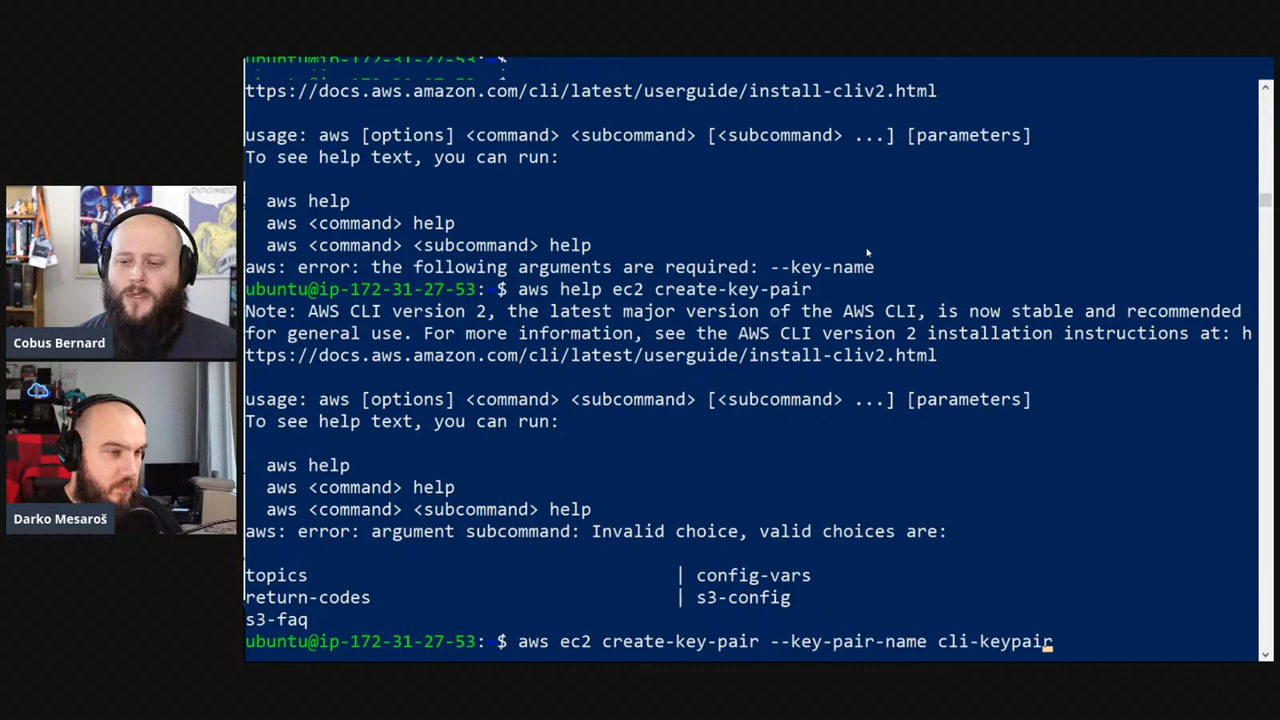 ubuntu@ip-172-31-27-53:~$
ttps://docs.aws.amazon.com/cli/latest/userguide/install-cliv2.html
usage: aws [options] <command> <subcommand> [<subcommand> ...] [parameters]
To see help text, you can run:
aws help
aws <command> help
aws <command> <subcommand> help
aws: error: the following arguments are required: --key-name
ubuntu@ip-172-31-27-53:~$ aws help ec2 create-key-pair
Note: AWS CLI version 2, the latest major version of the AWS CLI, is now stable and recommended
for general use. For more information, see the AWS CLI version 2 installation instructions at: h
ttps://docs.aws.amazon.com/cli/latest/userguide/install-cliv2.html
usage: aws [options] <command> <subcommand> [<subcommand> ...] [parameters]
To see help text, you can run:
aws help
aws <command> help
aws <command> <subcommand> help
aws: error: argument subcommand: Invalid choice, valid choices are:
topics | config-vars
return-codes | s3-config
s3-faq
ubuntu@ip-172-31-27-53:~$ aws ec2 create-key-pair --key-pair-name cli-keypair
DOOMED
Cobus Bernard
Darko Mesaroš